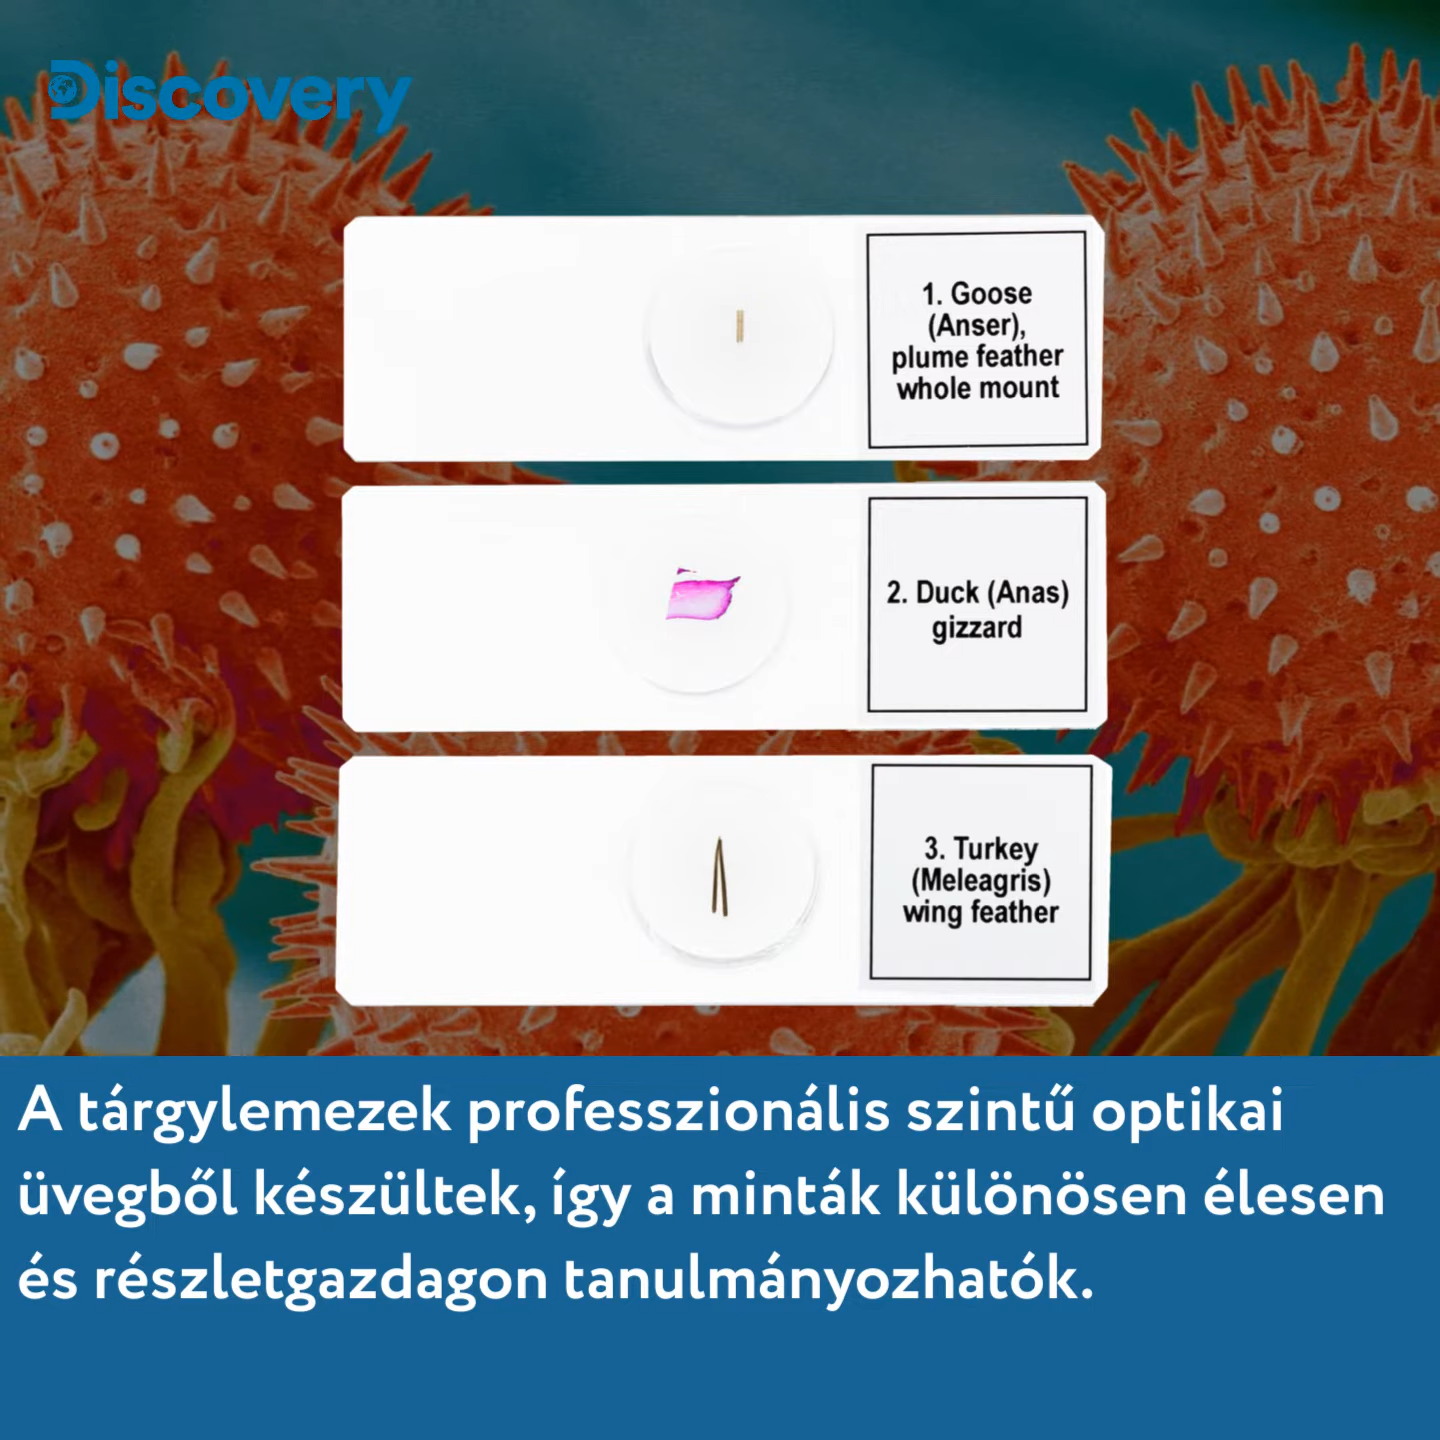 Discovery
1. Goose
(Anser),
plume feather
whole mount
2. Duck (Anas)
gizzard
3. Turkey
(Meleagris)
wing feather
A tárgylemezek professzionális szintű optikai
üvegből készültek, így a minták különösen élesen
és részletgazdagon tanulmányozhatók.